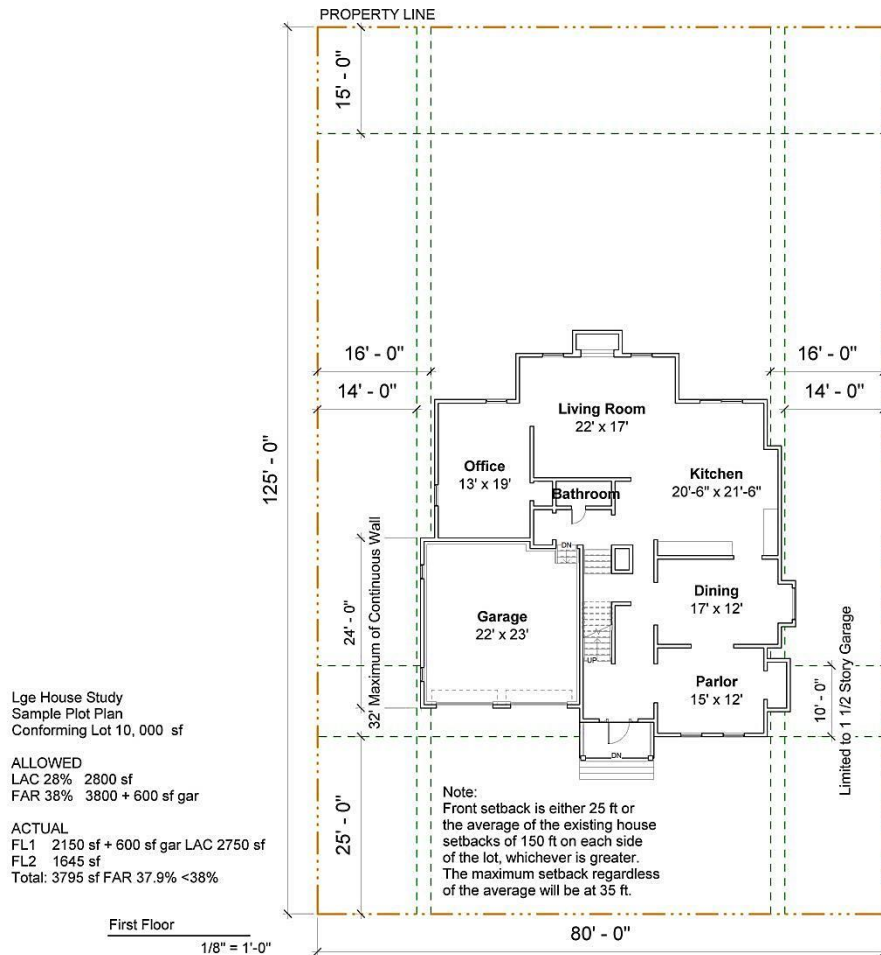 PROPERTY LINE
15' - 0"
16' - 0"
16' - 0"
14' - 0"
14' - 0"
125' - 0"
Living Room
22' x 17'
Office
13' x 19'
Kitchen
20'-6" x 21'-6"
Bathroom
DN
32' Maximum of Continuous Wall
24' - 0"
Garage
22' x 23'
Dining
17' x 12'
UP
Parlor
15' x 12'
10' - 0"
Limited to 1 1/2 Story Garage
DN
25' - 0"
Lge House Study
Sample Plot Plan
Conforming Lot 10, 000 sf
ALLOWED
LAC 28% 2800 sf
FAR 38% 3800 + 600 sf gar
ACTUAL
FL1 2150 sf + 600 sf gar LAC 2750 sf
FL2 1645 sf
Total: 3795 sf FAR 37.9% <38%
Note:
Front setback is either 25 ft or
the average of the existing house
setbacks of 150 ft on each side
of the lot, whichever is greater.
The maximum setback regardless
of the average will be at 35 ft.
First Floor
1/8" = 1'-0"
80' - 0"